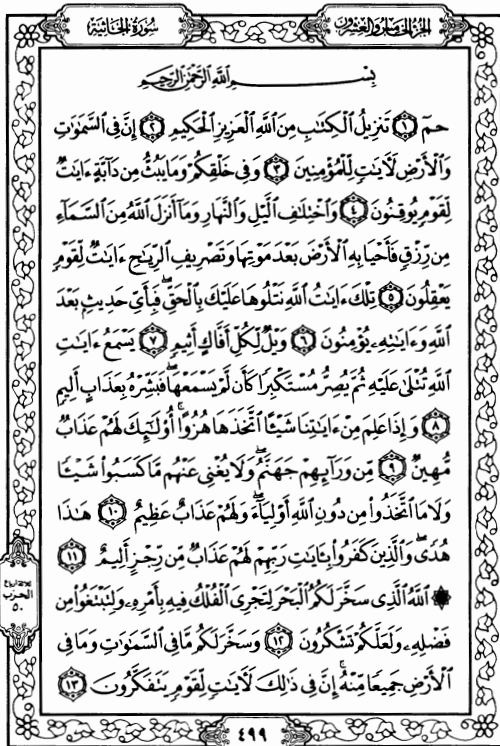 سورة الجاثية
الجزء الخامس والعشرون
بِسْمِ اللَّهِ الرَّحْمَٰنِ الرَّحِيمِ
حمٓ ١ تَنزِيلُ الْكِتَابِ مِنَ اللَّهِ الْعَزِيزِ الْحَكِيمِ ٢ إِنَّ فِى السَّمَٰوَٰتِ
وَالْأَرْضِ لَءَايَٰتٍ لِّلْمُؤْمِنِينَ ٣ وَفِى خَلْقِكُمْ وَمَا يَبُثُّ مِن دَآبَّةٍ ءَايَٰتٌ
لِّقَوْمٍ يُوقِنُونَ ٤ وَاخْتِلَٰفِ الَّيْلِ وَالنَّهَارِ وَمَآ أَنزَلَ اللَّهُ مِنَ السَّمَآءِ
مِن رِّزْقٍ فَأَحْيَا بِهِ الْأَرْضَ بَعْدَ مَوْتِهَا وَتَصْرِيفِ الرِّيَٰحِ ءَايَٰتٌ لِّقَوْمٍ
يَعْقِلُونَ ٥ تِلْكَ ءَايَٰتُ اللَّهِ نَتْلُوهَا عَلَيْكَ بِالْحَقِّ ۖ فَبِأَىِّ حَدِيثٍ بَعْدَ
اللَّهِ وَءَايَٰتِهِۦ يُؤْمِنُونَ ٦ وَيْلٌ لِّكُلِّ أَفَّاكٍ أَثِيمٍ ٧ يَسْمَعُ ءَايَٰتِ
اللَّهِ تُتْلَىٰ عَلَيْهِ ثُمَّ يُصِرُّ مُسْتَكْبِرًا كَأَن لَّمْ يَسْمَعْهَا ۖ فَبَشِّرْهُ بِعَذَابٍ أَلِيمٍ
٨ وَإِذَا عَلِمَ مِنْ ءَايَٰتِنَا شَيْـًٔا اتَّخَذَهَا هُزُوًا ۚ أُو۟لَٰٓئِكَ لَهُمْ عَذَابٌ
مُّهِينٌ ٩ مِّن وَرَآئِهِمْ جَهَنَّمُ ۖ وَلَا يُغْنِى عَنْهُم مَّا كَسَبُوا۟ شَيْـًٔا
وَلَا مَا اتَّخَذُوا۟ مِن دُونِ اللَّهِ أَوْلِيَآءَ ۖ وَلَهُمْ عَذَابٌ عَظِيمٌ ١٠ هَٰذَا
هُدًى ۖ وَالَّذِينَ كَفَرُوا۟ بِـَٔايَٰتِ رَبِّهِمْ لَهُمْ عَذَابٌ مِّن رِّجْزٍ أَلِيمٌ ١١
۞ اللَّهُ الَّذِى سَخَّرَ لَكُمُ الْبَحْرَ لِتَجْرِىَ الْفُلْكُ فِيهِ بِأَمْرِهِۦ وَلِتَبْتَغُوا۟ مِن
فَضْلِهِۦ وَلَعَلَّكُمْ تَشْكُرُونَ ١٢ وَسَخَّرَ لَكُم مَّا فِى السَّمَٰوَٰتِ وَمَا فِى
الْأَرْضِ جَمِيعًا مِّنْهُ ۚ إِنَّ فِى ذَٰلِكَ لَءَايَٰتٍ لِّقَوْمٍ يَتَفَكَّرُونَ ١٣
ثلاثة أرباع
الحزب
٥٠
٤٩٩